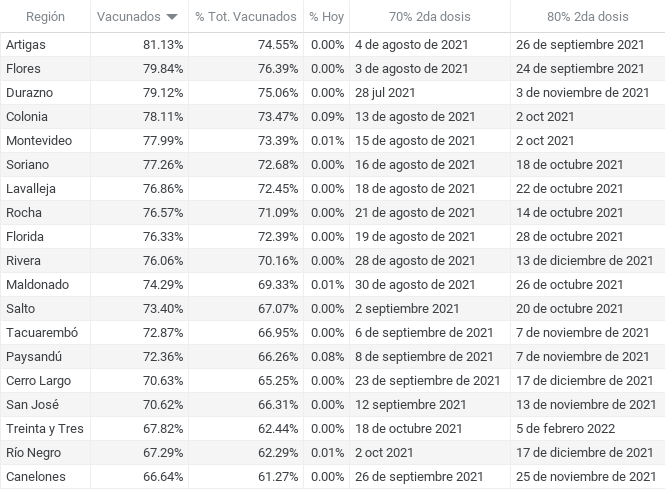 Región Vacunados % Tot. Vacunados % Hoy 70% 2da dosis 80% 2da dosis
Artigas 81.13% 74.55% 0.00% 4 de agosto de 2021 26 de septiembre 2021
Flores 79.84% 76.39% 0.00% 3 de agosto de 2021 24 de septiembre 2021
Durazno 79.12% 75.06% 0.00% 28 jul 2021 3 de noviembre de 2021
Colonia 78.11% 73.47% 0.09% 13 de agosto de 2021 2 oct 2021
Montevideo 77.99% 73.39% 0.01% 15 de agosto de 2021 2 oct 2021
Soriano 77.26% 72.68% 0.00% 16 de agosto de 2021 18 de octubre 2021
Lavalleja 76.86% 72.45% 0.00% 18 de agosto de 2021 22 de octubre 2021
Rocha 76.57% 71.09% 0.00% 21 de agosto de 2021 14 de octubre 2021
Florida 76.33% 72.39% 0.00% 19 de agosto de 2021 28 de octubre 2021
Rivera 76.06% 70.16% 0.00% 28 de agosto de 2021 13 de diciembre de 2021
Maldonado 74.29% 69.33% 0.01% 30 de agosto de 2021 26 de octubre 2021
Salto 73.40% 67.07% 0.00% 2 septiembre 2021 20 de octubre 2021
Tacuarembó 72.87% 66.95% 0.00% 6 de septiembre de 2021 7 de noviembre de 2021
Paysandú 72.36% 66.26% 0.08% 8 de septiembre de 2021 7 de noviembre de 2021
Cerro Largo 70.63% 65.25% 0.00% 23 de septiembre de 2021 17 de diciembre de 2021
San José 70.62% 66.31% 0.00% 12 septiembre 2021 13 de noviembre de 2021
Treinta y Tres 67.82% 62.44% 0.00% 18 de octubre 2021 5 de febrero 2022
Río Negro 67.29% 62.29% 0.01% 2 oct 2021 17 de diciembre de 2021
Canelones 66.64% 61.27% 0.00% 26 de septiembre 2021 25 de noviembre de 2021